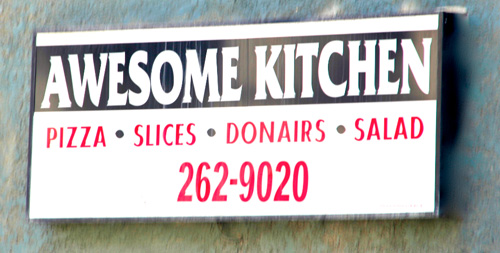 AWESOME KITCHEN
PIZZA • SLICES • DONAIRS • SALAD
262-9020